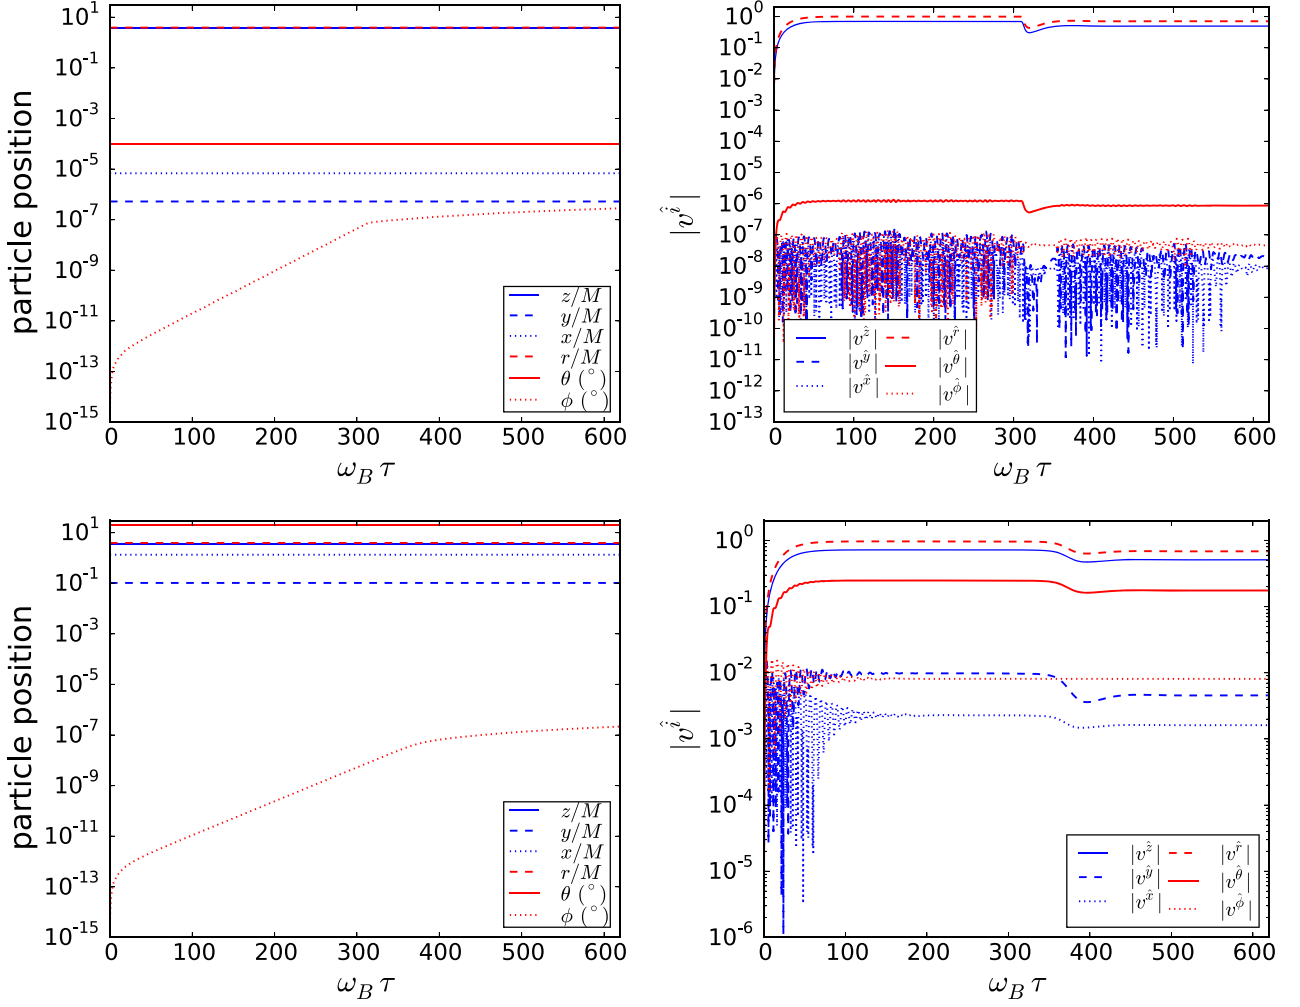 10^1
10^-1
10^-3
10^-5
10^-7
10^-9
10^-11
10^-13
10^-15
particle position
0 100 200 300 400 500 600
ω_B τ
z/M
y/M
x/M
r/M
θ (°)
ϕ (°)
10^0
10^-1
10^-2
10^-3
10^-4
10^-5
10^-6
10^-7
10^-8
10^-9
10^-10
10^-11
10^-12
10^-13
|v^î|
0 100 200 300 400 500 600
ω_B τ
|v^ẑ| |v^r̂|
|v^ŷ| |v^θ̂|
|v^x̂| |v^ϕ̂|
10^1
10^-1
10^-3
10^-5
10^-7
10^-9
10^-11
10^-13
10^-15
particle position
0 100 200 300 400 500 600
ω_B τ
z/M
y/M
x/M
r/M
θ (°)
ϕ (°)
10^0
10^-1
10^-2
10^-3
10^-4
10^-5
10^-6
|v^î|
0 100 200 300 400 500 600
ω_B τ
|v^ẑ| |v^r̂|
|v^ŷ| |v^θ̂|
|v^x̂| |v^ϕ̂|